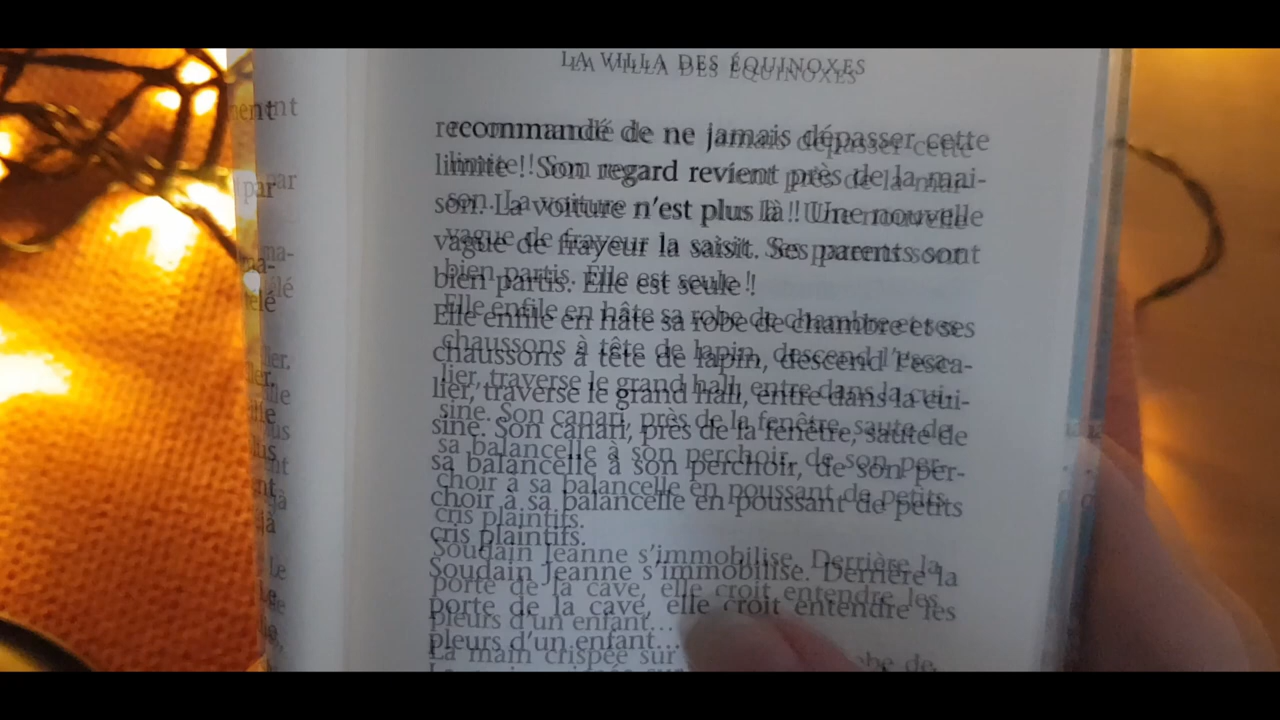 LA VILLA DES ÉQUINOXES
recommandé de ne jamais dépasser cette
limite ! Son regard revient près de la mai-
son. La voiture n'est plus là ! Une nouvelle
vague de frayeur la saisit. Ses parents sont
bien partis. Elle est seule !
Elle enfile en hâte sa robe de chambre et ses
chaussons à tête de lapin, descend l'esca-
lier, traverse le grand hall, entre dans la cui-
sine. Son canari, près de la fenêtre, saute de
sa balancelle à son perchoir, de son per-
choir à sa balancelle en poussant de petits
cris plaintifs.
Soudain Jeanne s'immobilise. Derrière la
porte de la cave, elle croit entendre les
pleurs d'un enfant...
La main crispée sur